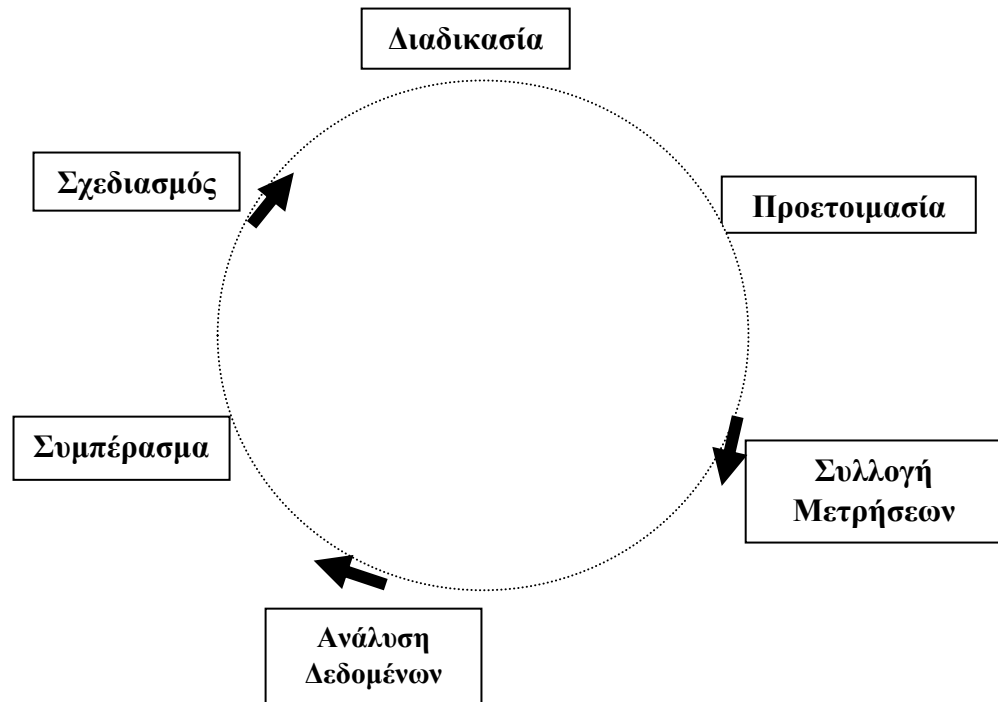 Διαδικασία
Σχεδιασμός
Προετοιμασία
Συμπέρασμα
Συλλογή
Μετρήσεων
Ανάλυση
Δεδομένων